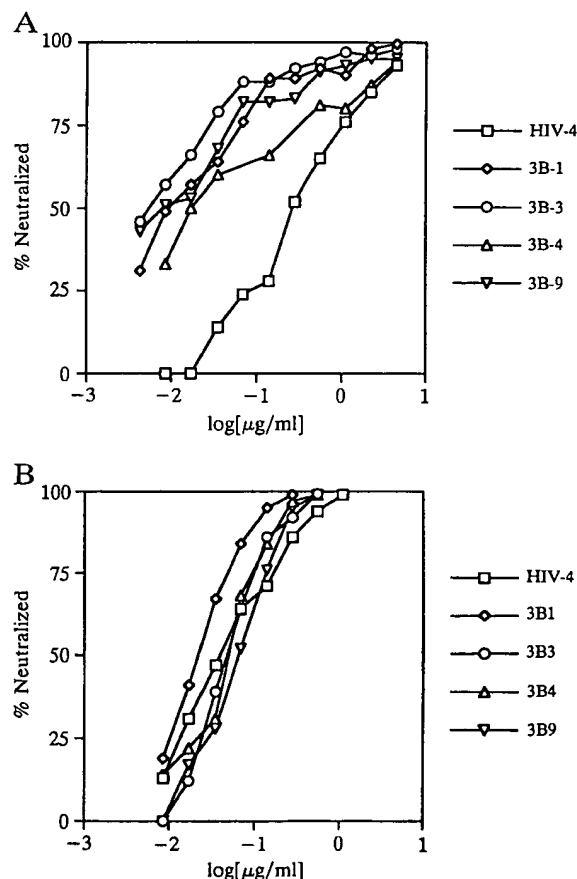 A
100
75
50
25
0
% Neutralized
−3
−2
−1
0
1
log[μg/ml]
HIV-4
3B-1
3B-3
3B-4
3B-9
B
100
75
50
25
0
% Neutralized
−3
−2
−1
0
1
log[μg/ml]
HIV-4
3B1
3B3
3B4
3B9